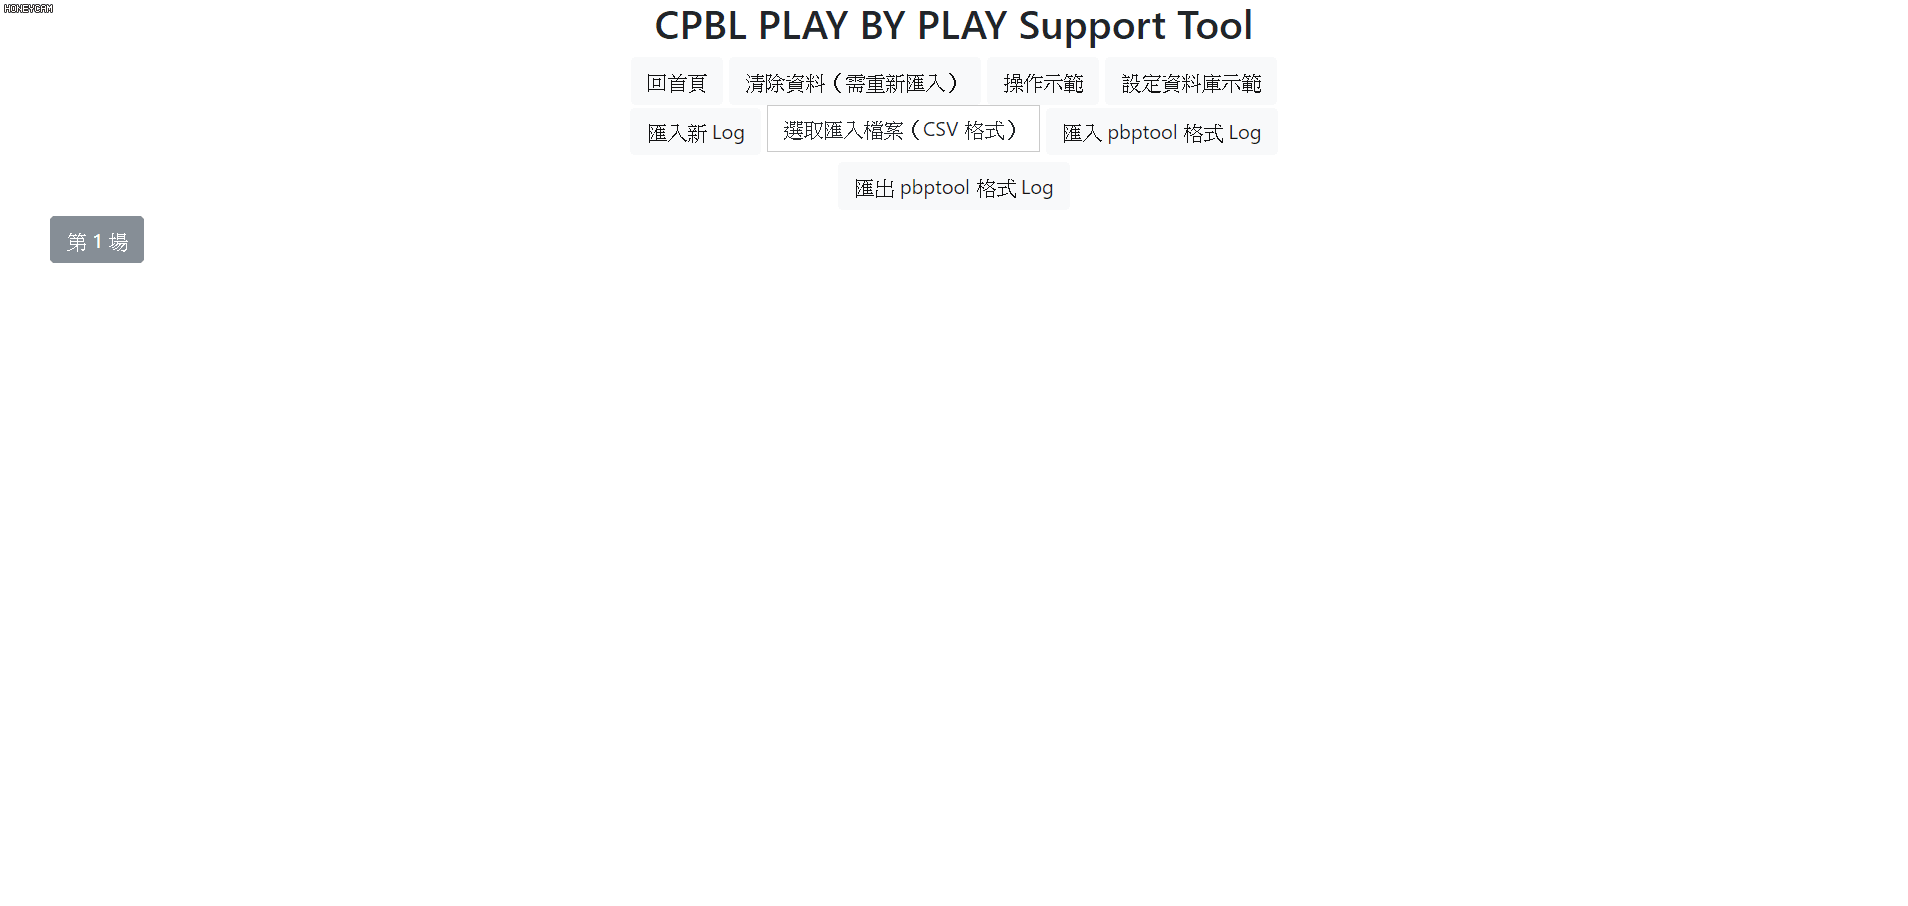 HONEYCAM
CPBL PLAY BY PLAY Support Tool
回首頁 清除資料（需重新匯入） 操作示範 設定資料庫示範
匯入新 Log 選取匯入檔案（CSV 格式） 匯入 pbptool 格式 Log
匯出 pbptool 格式 Log
第 1 場